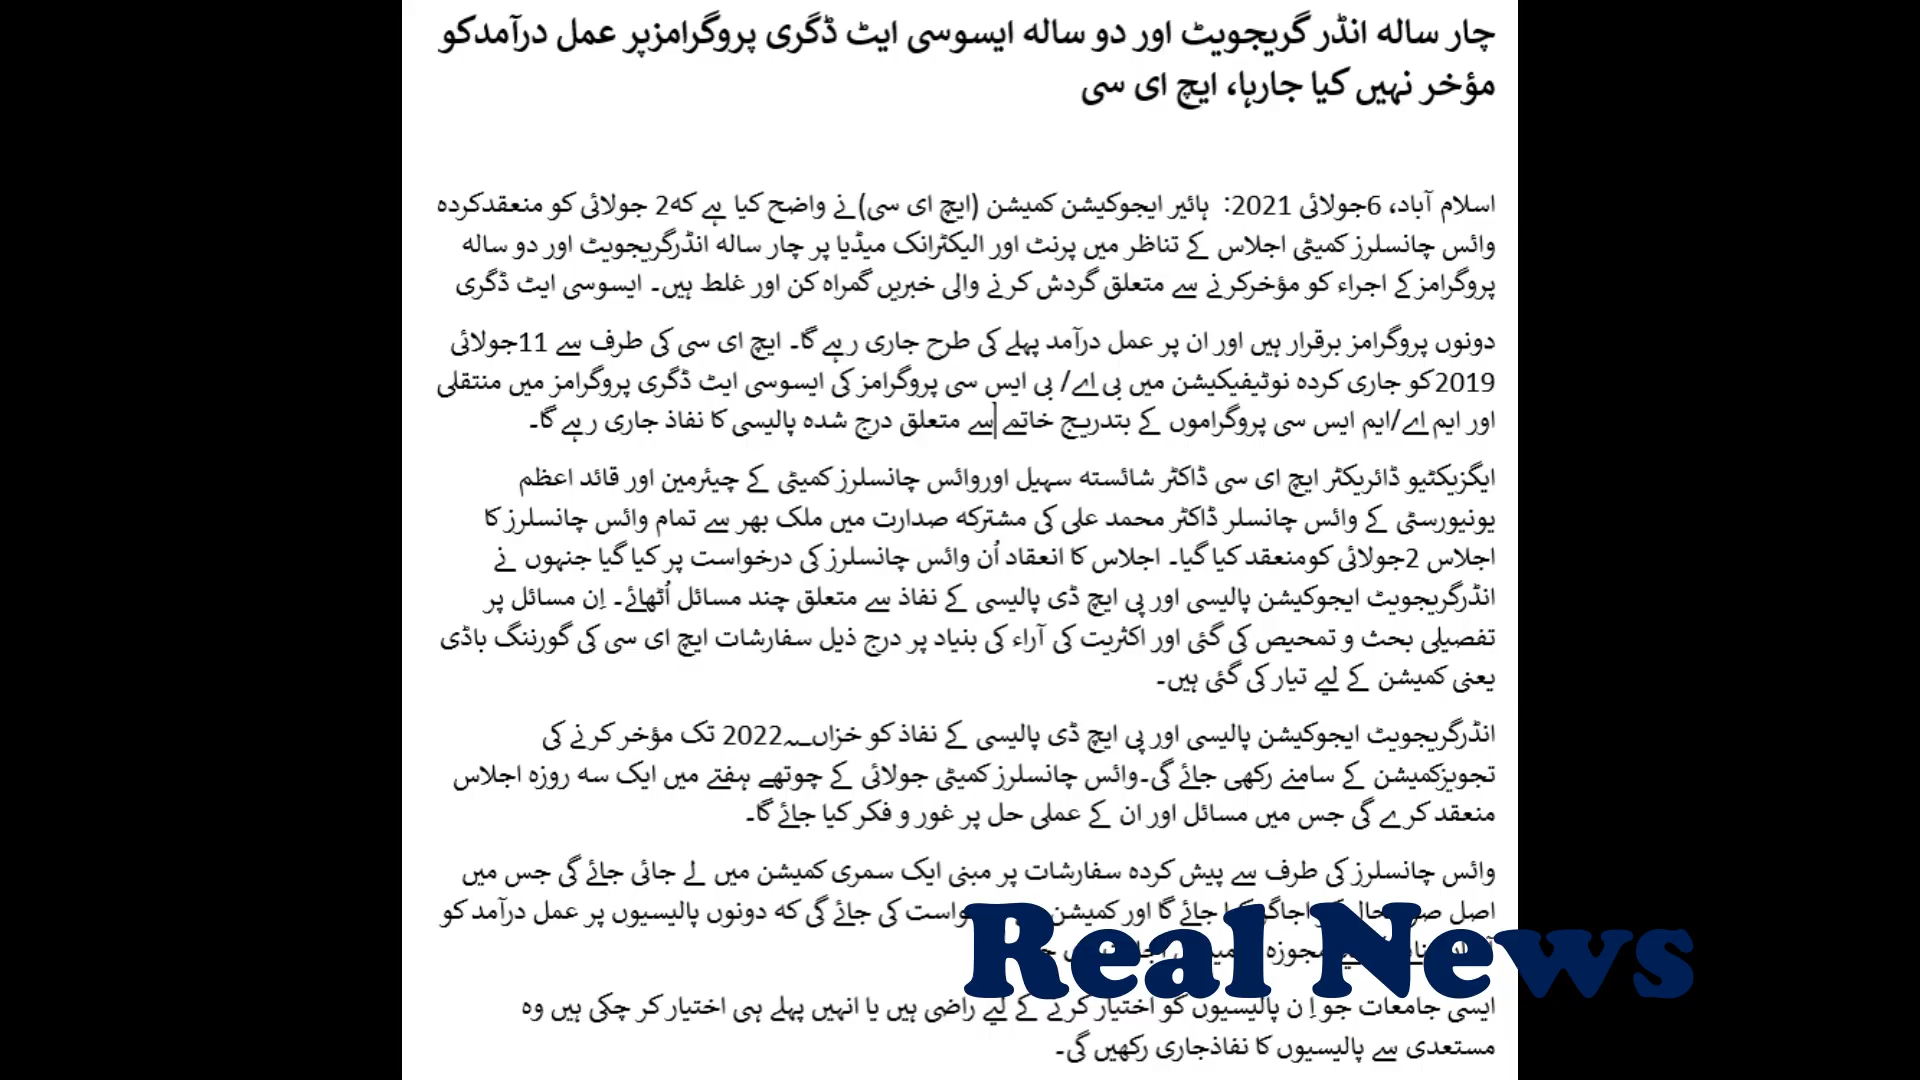 چار سالہ انڈر گریجویٹ اور دو سالہ ایسوسی ایٹ ڈگری پروگرامزپر عمل درآمدکو
مؤخر نہیں کیا جارہا، ایچ ای سی
اسلام آباد، 6جولائی 2021: ہائیر ایجوکیشن کمیشن (ایچ ای سی)نے واضح کیا ہے کہ2 جولائی کو منعقدکردہ
وائس چانسلرز کمیٹی اجلاس کے تناظر میں پرنٹ اور الیکٹرانک میڈیا پر چار سالہ انڈرگریجویٹ اور دو سالہ
پروگرامز کے اجراء کو مؤخرکرنے سے متعلق گردش کرنے والی خبریں گمراہ کن اور غلط ہیں۔ ایسوسی ایٹ ڈگری
دونوں پروگرامز برقرار ہیں اور ان پر عمل درآمد پہلے کی طرح جاری رہے گا۔ ایچ ای سی کی طرف سے 11جولائی
2019کو جاری کردہ نوٹیفیکیشن میں بی اے/ بی ایس سی پروگرامز کی ایسوسی ایٹ ڈگری پروگرامز میں منتقلی
اور ایم اے/ایم ایس سی پروگراموں کے بتدریج خاتمے سے متعلق درج شدہ پالیسی کا نفاذ جاری رہے گا۔
ایگزیکٹیو ڈائریکٹر ایچ ای سی ڈاکٹر شائستہ سہیل اوروائس چانسلرز کمیٹی کے چیئرمین اور قائد اعظم
یونیورسٹی کے وائس چانسلر ڈاکٹر محمد علی کی مشترکہ صدارت میں ملک بھر سے تمام وائس چانسلرز کا
اجلاس 2جولائی کومنعقد کیا گیا۔ اجلاس کا انعقاد اُن وائس چانسلرز کی درخواست پر کیا گیا جنہوں نے
انڈرگریجویٹ ایجوکیشن پالیسی اور پی ایچ ڈی پالیسی کے نفاذ سے متعلق چند مسائل اُٹھائے۔ اِن مسائل پر
تفصیلی بحث و تمحیص کی گئی اور اکثریت کی آراء کی بنیاد پر درج ذیل سفارشات ایچ ای سی کی گورننگ باڈی
یعنی کمیشن کے لیے تیار کی گئی ہیں۔
انڈرگریجویٹ ایجوکیشن پالیسی اور پی ایچ ڈی پالیسی کے نفاذ کو خزاں؁2022 تک مؤخر کرنے کی
تجویزکمیشن کے سامنے رکھی جائے گی۔وائس چانسلرز کمیٹی جولائی کے چوتھے ہفتے میں ایک سہ روزہ اجلاس
منعقد کرے گی جس میں مسائل اور ان کے عملی حل پر غور و فکر کیا جائے گا۔
وائس چانسلرز کی طرف سے پیش کردہ سفارشات پر مبنی ایک سمری کمیشن میں لے جائی جائے گی جس میں
اصل جائے گا اور کمیشن کی جائے گی کہ دونوں پالیسیوں پر عمل درآمد کو
مجوزہ
Real News
ایسی جامعات جو اِن پالیسیوں کو اختیار کرنے کے لیے راضی ہیں یا انہیں پہلے ہی اختیار کر چکی ہیں وہ
مستعدی سے پالیسیوں کا نفاذجاری رکھیں گی۔